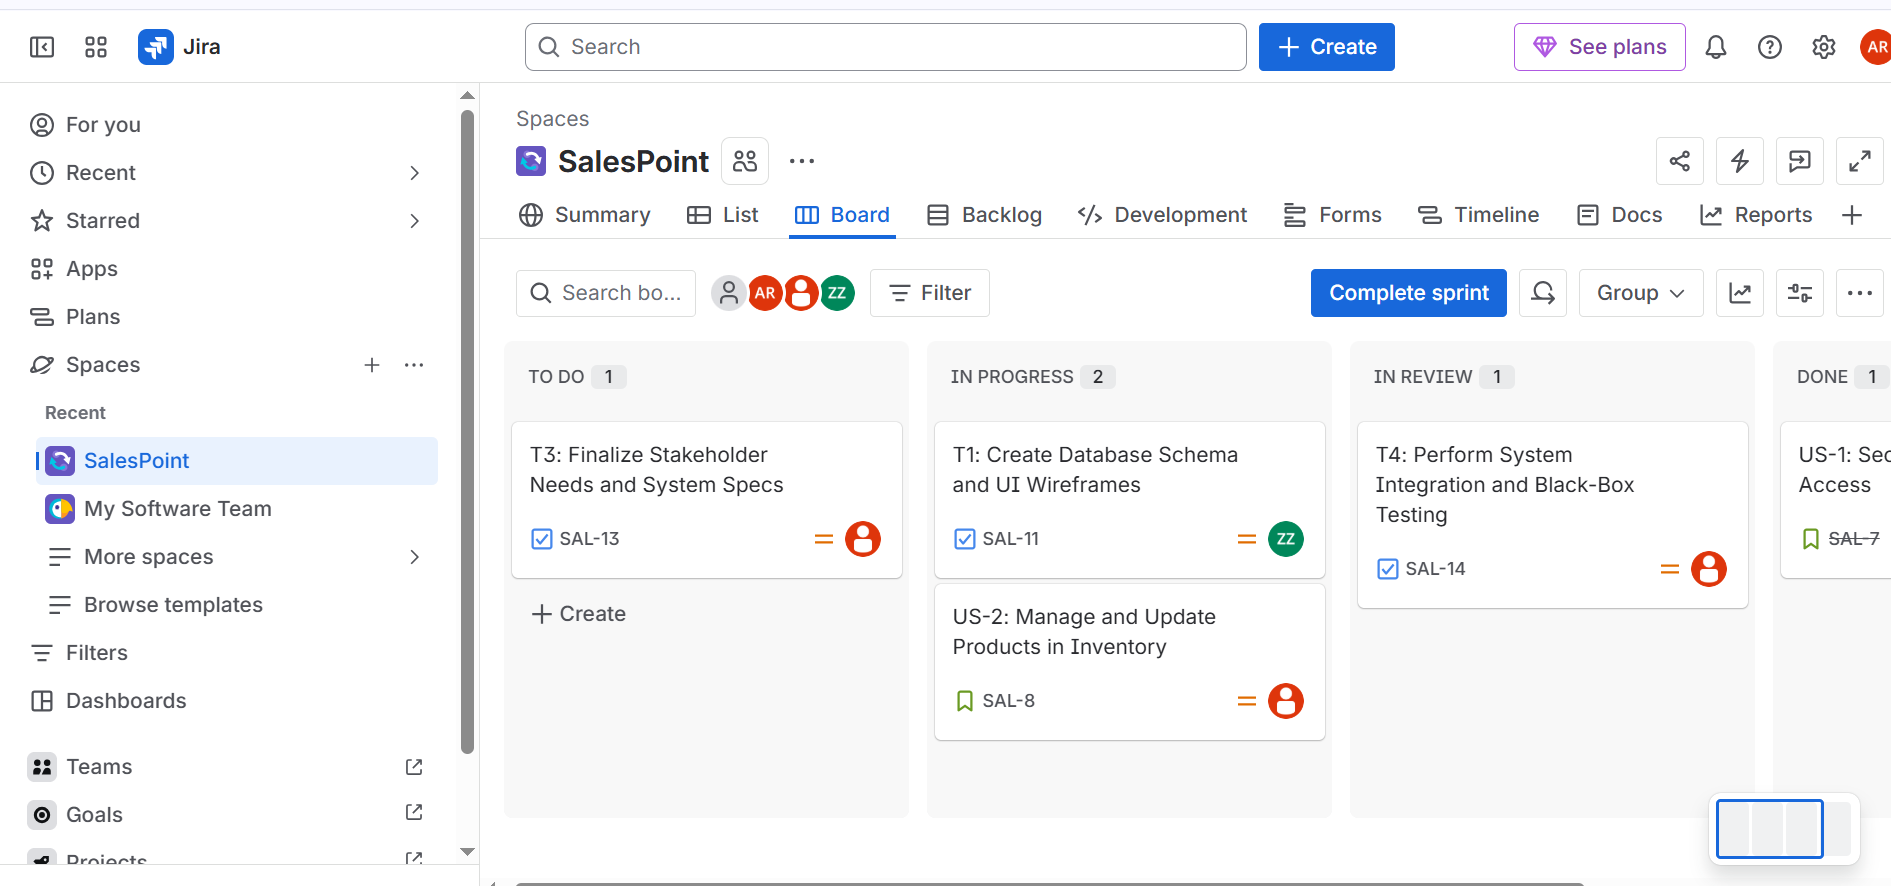 Jira
Search
Create
See plans
AR
For you
Recent
Starred
Apps
Plans
Spaces
Recent
SalesPoint
My Software Team
More spaces
Browse templates
Filters
Dashboards
Teams
Goals
Projects
Spaces
SalesPoint
Summary
List
Board
Backlog
Development
Forms
Timeline
Docs
Reports
Search bo...
AR
ZZ
Filter
Complete sprint
Group
TO DO 1
T3: Finalize Stakeholder
Needs and System Specs
SAL-13
Create
IN PROGRESS 2
T1: Create Database Schema
and UI Wireframes
SAL-11
ZZ
US-2: Manage and Update
Products in Inventory
SAL-8
IN REVIEW 1
T4: Perform System
Integration and Black-Box
Testing
SAL-14
DONE 1
US-1:
Access
SAL-7